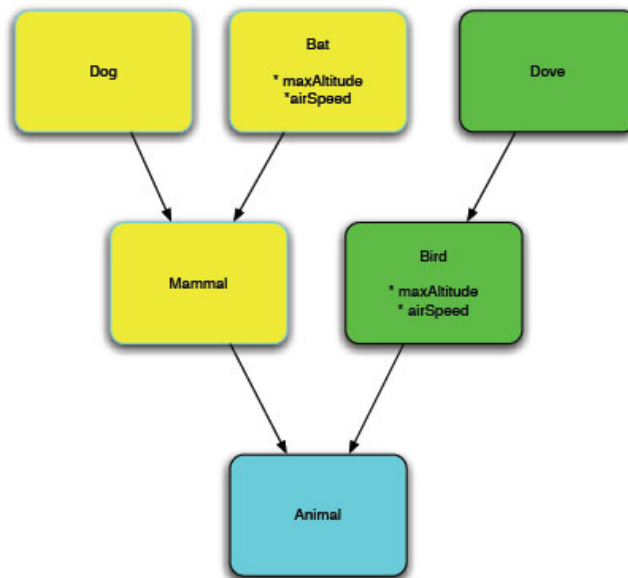 Dog
Bat
* maxAltitude
*airSpeed
Dove
Mammal
Bird
* maxAltitude
* airSpeed
Animal